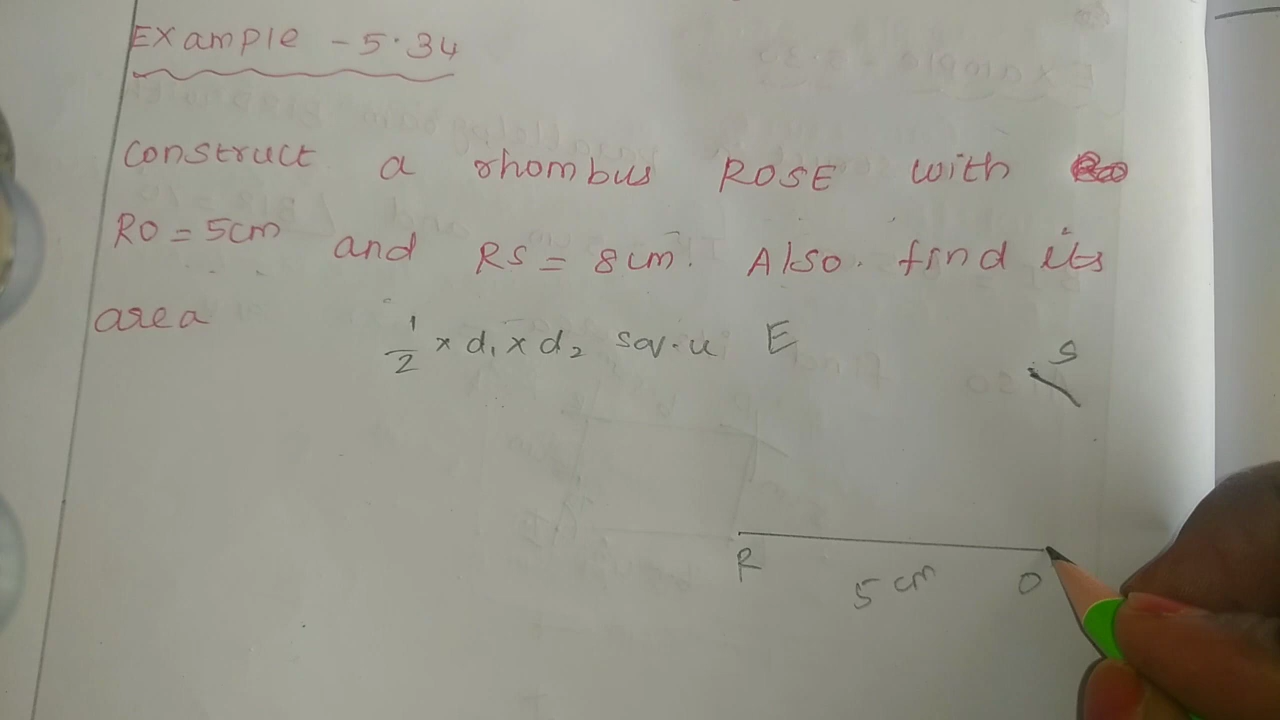 Example - 5.34
Construct a rhombus ROSE with
RO = 5cm and RS = 8cm. Also find its
area
1/2 x d1 x d2 sq.u E
S
R
5 cm
O